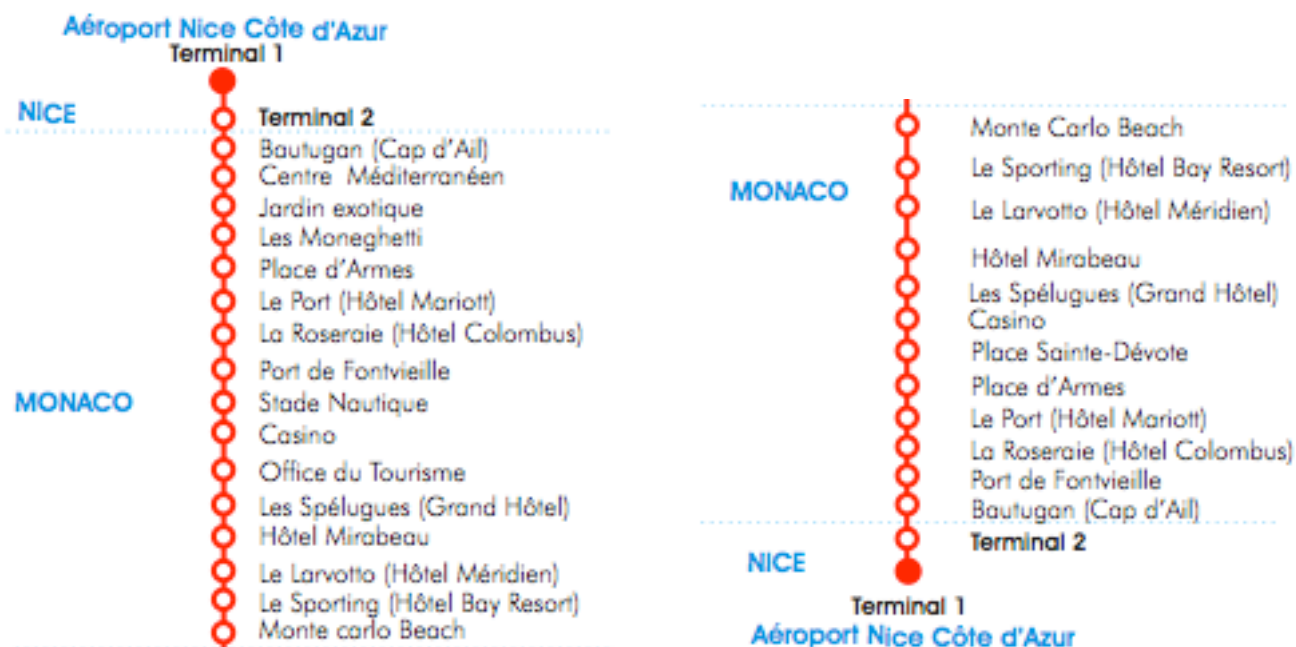 Aéroport Nice Côte d'Azur
Terminal 1
NICE
Terminal 2
Bautugan (Cap d'Ail)
Centre Méditerranéen
Jardin exotique
Les Moneghetti
Place d'Armes
Le Port (Hôtel Mariott)
La Roseraie (Hôtel Colombus)
Port de Fontvieille
MONACO
Stade Nautique
Casino
Office du Tourisme
Les Spélugues (Grand Hôtel)
Hôtel Mirabeau
Le Larvotto (Hôtel Méridien)
Le Sporting (Hôtel Bay Resort)
Monte carlo Beach
Monte Carlo Beach
Le Sporting (Hôtel Bay Resort)
MONACO
Le Larvotto (Hôtel Méridien)
Hôtel Mirabeau
Les Spélugues (Grand Hôtel)
Casino
Place Sainte-Dévote
Place d'Armes
Le Port (Hôtel Mariott)
La Roseraie (Hôtel Colombus)
Port de Fontvieille
Bautugan (Cap d'Ail)
Terminal 2
NICE
Terminal 1
Aéroport Nice Côte d'Azur